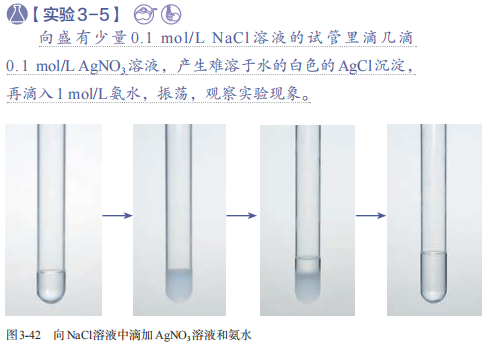 【实验3-5】
向盛有少量0.1 mol/L NaCl溶液的试管里滴几滴
0.1 mol/L AgNO₃溶液，产生难溶于水的白色的AgCl沉淀，
再滴入1 mol/L氨水，振荡，观察实验现象。
图3-42 向NaCl溶液中滴加AgNO₃溶液和氨水